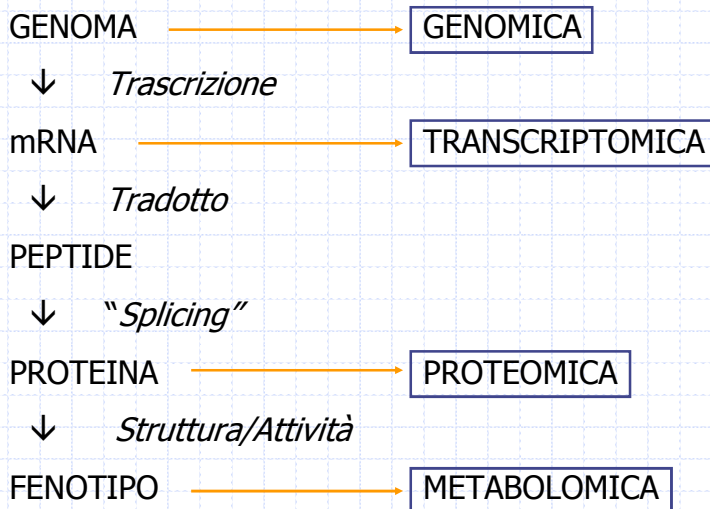 GENOMA GENOMICA
↓ Trascrizione
mRNA TRANSCRIPTOMICA
↓ Tradotto
PEPTIDE
↓ “Splicing”
PROTEINA PROTEOMICA
↓ Struttura/Attività
FENOTIPO METABOLOMICA